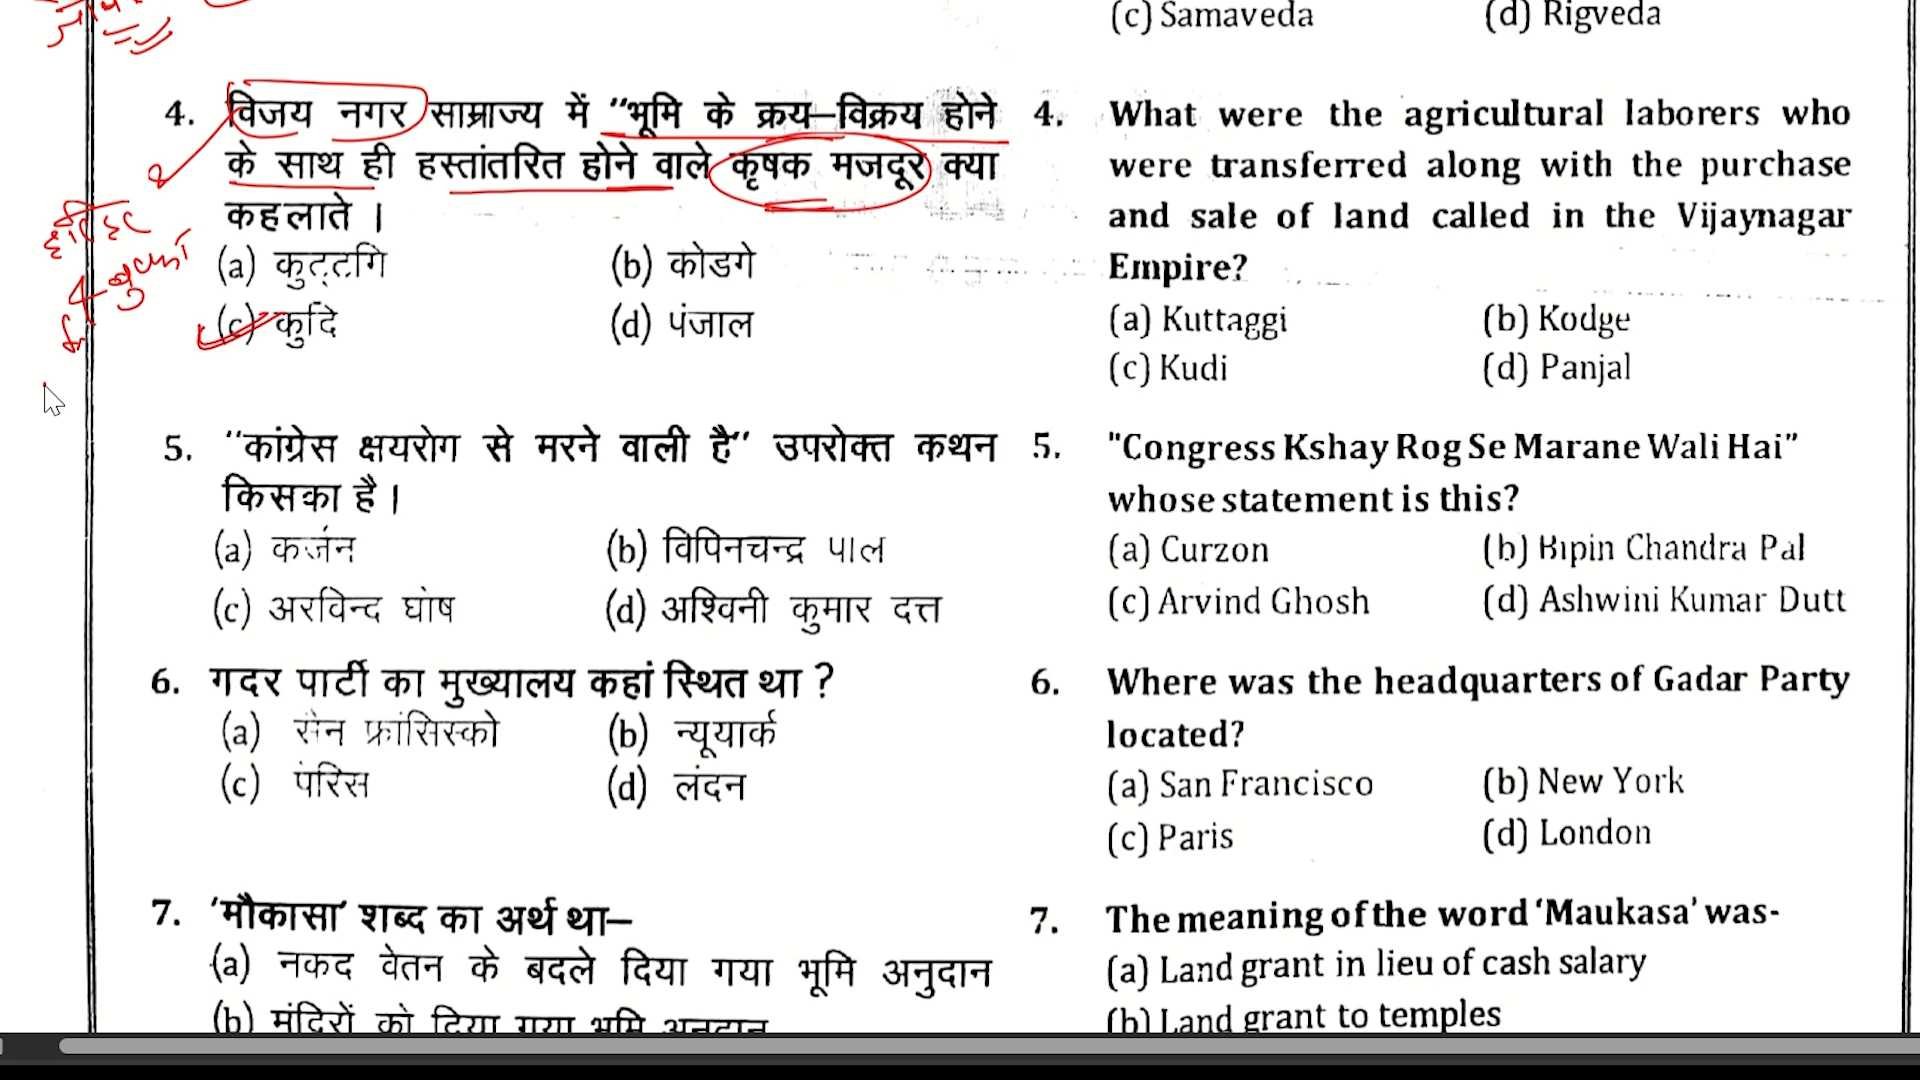 (c) Samaveda (d) Rigveda
4. विजय नगर साम्राज्य में "भूमि के क्रय–विक्रय होने
के साथ ही हस्तांतरित होने वाले कृषक मजदूर क्या
कहलाते ।
(a) कुट्टगि (b) कोडगे
(c) कुदि (d) पंजाल
4. What were the agricultural laborers who
were transferred along with the purchase
and sale of land called in the Vijaynagar
Empire?
(a) Kuttaggi (b) Kodge
(c) Kudi (d) Panjal
5. "कांग्रेस क्षयरोग से मरने वाली है" उपरोक्त कथन
किसका है ।
(a) कर्जन (b) विपिनचन्द्र पाल
(c) अरविन्द घोष (d) अश्विनी कुमार दत्त
5. "Congress Kshay Rog Se Marane Wali Hai"
whose statement is this?
(a) Curzon (b) Bipin Chandra Pal
(c) Arvind Ghosh (d) Ashwini Kumar Dutt
6. गदर पार्टी का मुख्यालय कहां स्थित था ?
(a) सेन फ्रांसिस्को (b) न्यूयार्क
(c) पेरिस (d) लंदन
6. Where was the headquarters of Gadar Party
located?
(a) San Francisco (b) New York
(c) Paris (d) London
7. 'मौकासा' शब्द का अर्थ था–
(a) नकद वेतन के बदले दिया गया भूमि अनुदान
(b) मंदिरों को दिया गया भूमि अनुदान
7. The meaning of the word 'Maukasa' was-
(a) Land grant in lieu of cash salary
(b) Land grant to temples